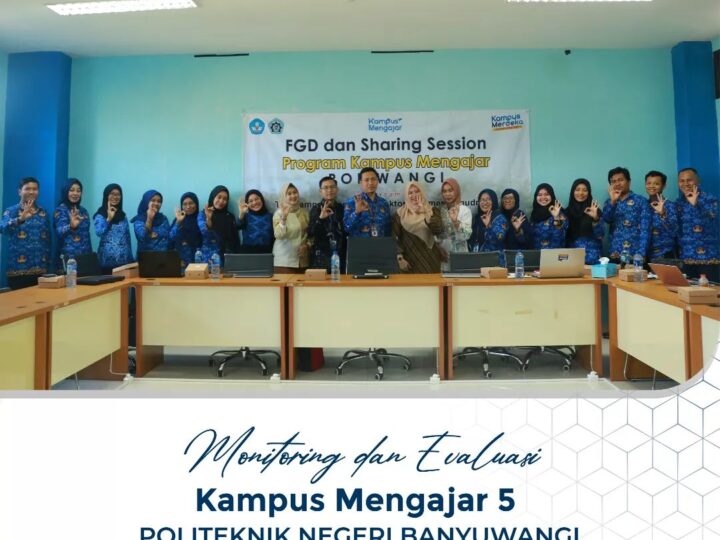 Kampus Mengajar
Kampus Merdeka
FGD dan Sharing Session
Program Kampus Mengajar
POLIWANGI
Monitoring dan Evaluasi
Kampus Mengajar 5
POLITEKNIK NEGERI BANYUWANGI